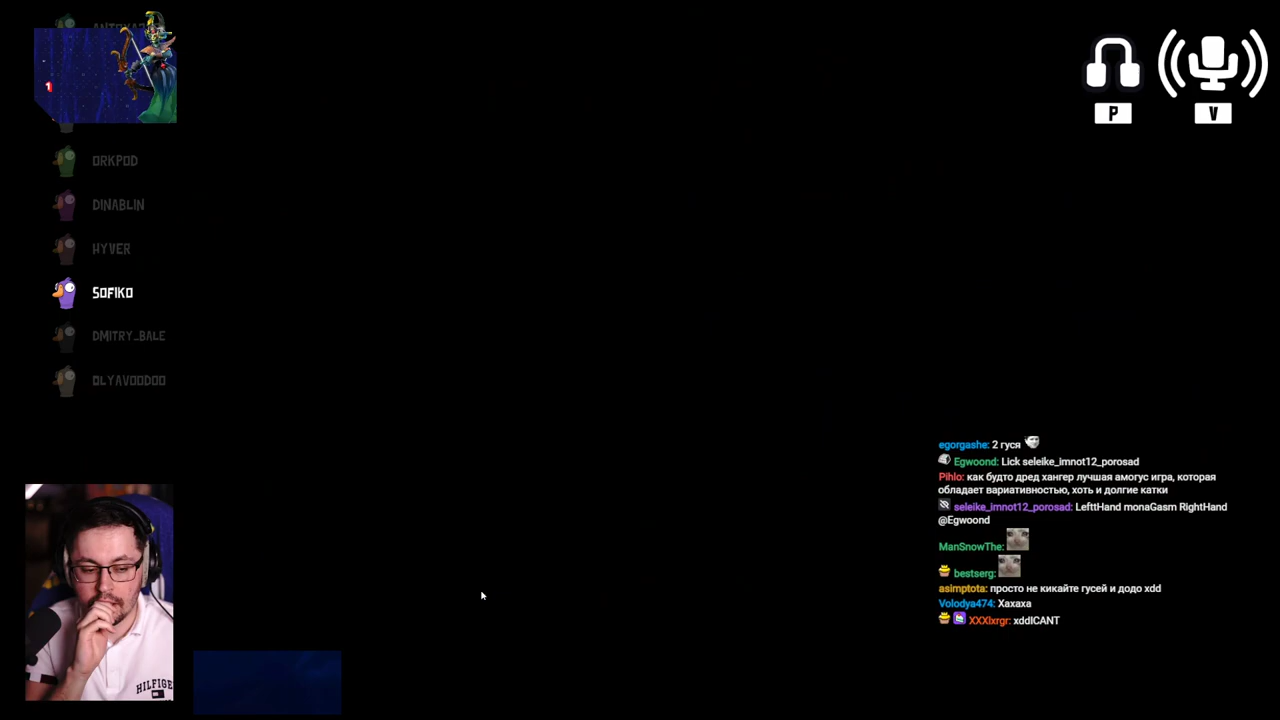 1
P
V
ORKPOD
DINABLIN
HYVER
SOFIKO
DMITRY_BALE
OLYAVOODOO
egorgashe: 2 гуся
Egwoond: Lick seleike_imnot12_porosad
Pihlo: как будто дред хангер лучшая амогус игра, которая
обладает вариативностью, хоть и долгие катки
seleike_imnot12_porosad: LefttHand monaGasm RightHand
@Egwoond
ManSnowThe:
bestserg:
asimptota: просто не кикайте гусей и додо xdd
Volodya474: Хахаха
XXXlxrgr: xddICANT
HILFIGE